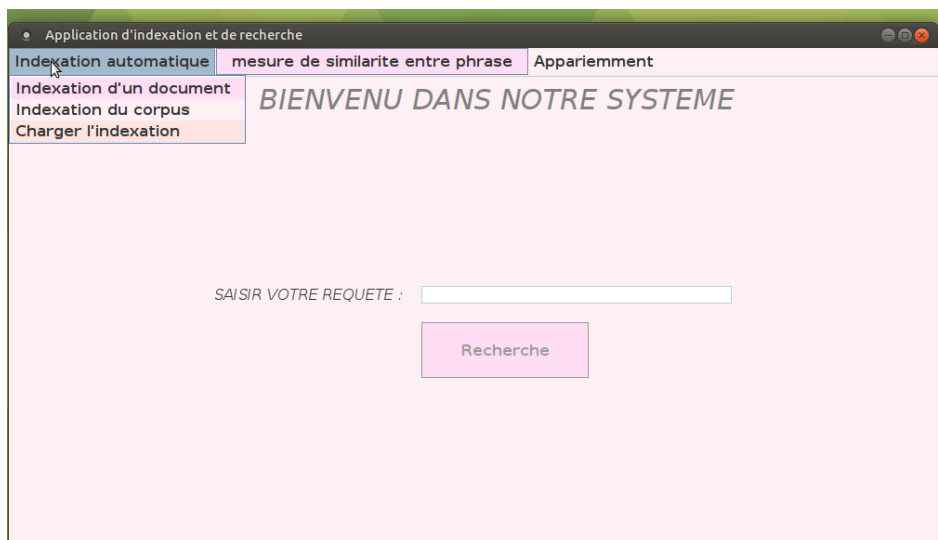 Application d'indexation et de recherche
Indexation automatique mesure de similarite entre phrase Appariemment
Indexation d'un document
Indexation du corpus
Charger l'indexation
BIENVENU DANS NOTRE SYSTEME
SAISIR VOTRE REQUETE :
Recherche